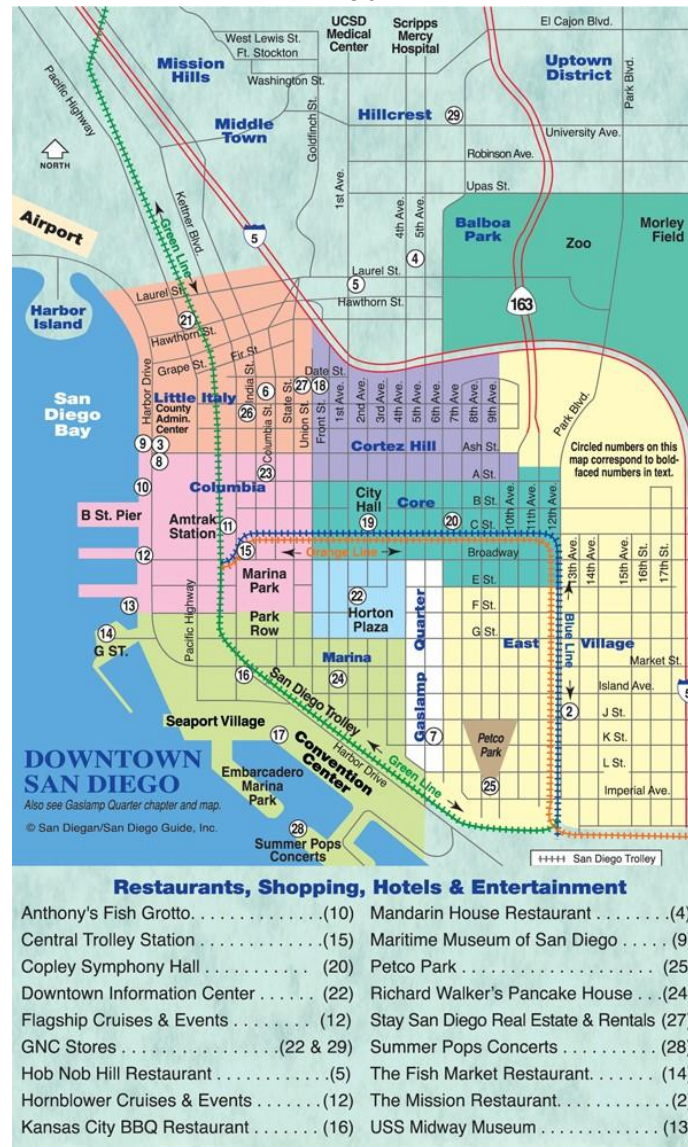 UCSD
Medical
Center
Scripps
Mercy
Hospital
El Cajon Blvd.
West Lewis St.
Ft. Stockton
Mission
Hills
Washington St.
Uptown
District
Park Blvd.
Pacific Highway
Middle
Town
Goldfinch St.
Hillcrest
29
University Ave.
NORTH
Robinson Ave.
1st Ave.
4th Ave.
5th Ave.
Upas St.
Kettner Blvd.
Airport
Green Line
5
Balboa
Park
Zoo
Morley
Field
4
Laurel St.
5
Hawthorn St.
163
Harbor
Island
Laurel St.
21
Hawthorn St.
Grape St.
Fir St.
Date St.
Harbor Drive
San
Diego
Bay
Little Italy
County
Admin.
Center
India St.
26
6
Columbia St.
State St.
27
Union St.
18
Front St.
1st Ave.
2nd Ave.
3rd Ave.
4th Ave.
5th Ave.
6th Ave.
7th Ave.
8th Ave.
9th Ave.
Park Blvd.
Circled numbers on this
map correspond to bold-
faced numbers in text.
9
3
8
Cortez Hill
Ash St.
23
A St.
10
Columbia
City
Hall
Core
B St.
10th Ave.
11th Ave.
12th Ave.
B St. Pier
Amtrak
Station
11
19
20
C St.
12
15
Orange Line
Broadway
13th Ave.
14th Ave.
15th Ave.
16th St.
17th St.
Marina
Park
E St.
13
22
Horton
Plaza
F St.
14
G ST.
Pacific Highway
Park
Row
G St.
East
Village
Blue Line
Marina
Gaslamp
Quarter
Market St.
16
San Diego Trolley
24
Island Ave.
5
2
J St.
Seaport Village
17
Convention
Center
Harbor Drive
Green Line
7
Petco
Park
K St.
L St.
25
Imperial Ave.
DOWNTOWN
SAN DIEGO
Also see Gaslamp Quarter chapter and map.
© San Diegan/San Diego Guide, Inc.
Embarcadero
Marina
Park
28
Summer Pops
Concerts
San Diego Trolley
Restaurants, Shopping, Hotels & Entertainment
Anthony's Fish Grotto. . . . . . . . . . . . .(10)
Central Trolley Station . . . . . . . . . . . . (15)
Copley Symphony Hall . . . . . . . . . . . (20)
Downtown Information Center . . . . . . (22)
Flagship Cruises & Events . . . . . . . . (12)
GNC Stores . . . . . . . . . . . . . . .(22 & 29)
Hob Nob Hill Restaurant . . . . . . . . . . .(5)
Hornblower Cruises & Events . . . . . . (12)
Kansas City BBQ Restaurant . . . . . . . (16)
Mandarin House Restaurant . . . . . . . .(4)
Maritime Museum of San Diego . . . . . (9
Petco Park . . . . . . . . . . . . . . . . . . . . (25
Richard Walker's Pancake House . . .(24
Stay San Diego Real Estate & Rentals (27)
Summer Pops Concerts . . . . . . . . . . (28)
The Fish Market Restaurant. . . . . . . (14
The Mission Restaurant. . . . . . . . . . . .(2
USS Midway Museum . . . . . . . . . . . . (13